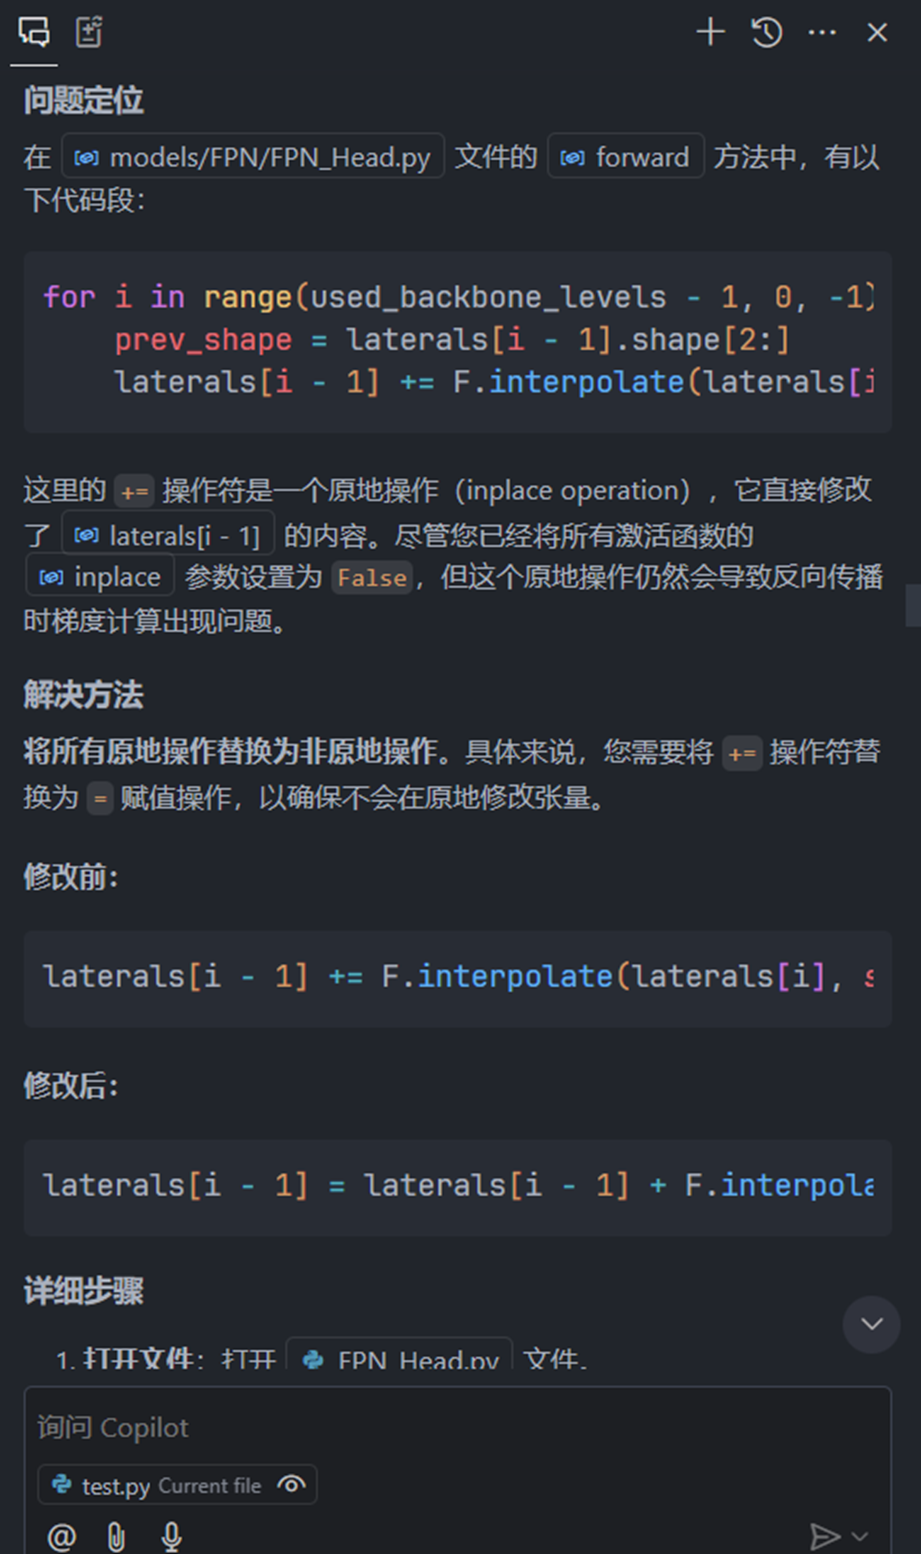 问题定位
在 models/FPN/FPN_Head.py 文件的 forward 方法中，有以
下代码段：
for i in range(used_backbone_levels - 1, 0, -1)
    prev_shape = laterals[i - 1].shape[2:]
    laterals[i - 1] += F.interpolate(laterals[i
这里的 += 操作符是一个原地操作（inplace operation），它直接修改
了 laterals[i - 1] 的内容。尽管您已经将所有激活函数的
inplace 参数设置为 False，但这个原地操作仍然会导致反向传播
时梯度计算出现问题。
解决方法
将所有原地操作替换为非原地操作。具体来说，您需要将 += 操作符替
换为 = 赋值操作，以确保不会在原地修改张量。
修改前：
laterals[i - 1] += F.interpolate(laterals[i], s
修改后：
laterals[i - 1] = laterals[i - 1] + F.interpola
详细步骤
1. 打开文件：打开 FPN_Head.py 文件。
询问 Copilot
test.py Current file
@